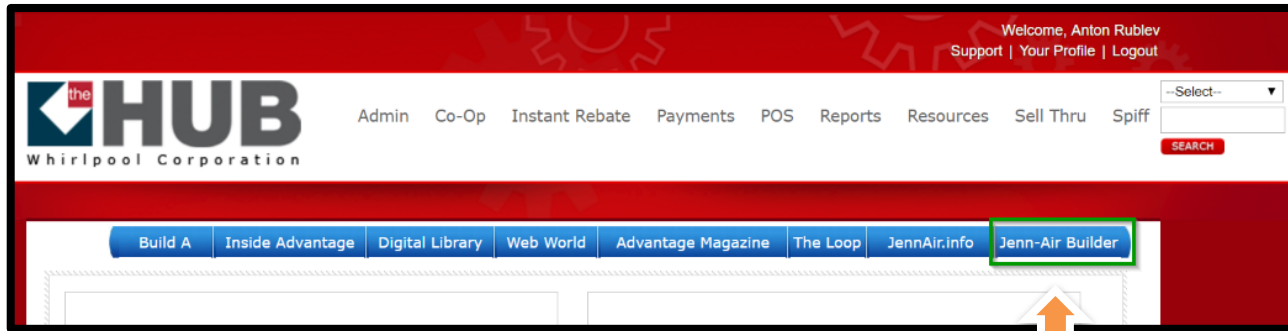 Welcome, Anton Rublev
Support | Your Profile | Logout
the HUB
Whirlpool Corporation
Admin Co-Op Instant Rebate Payments POS Reports Resources Sell Thru Spiff
--Select--
SEARCH
Build A Inside Advantage Digital Library Web World Advantage Magazine The Loop JennAir.info Jenn-Air Builder